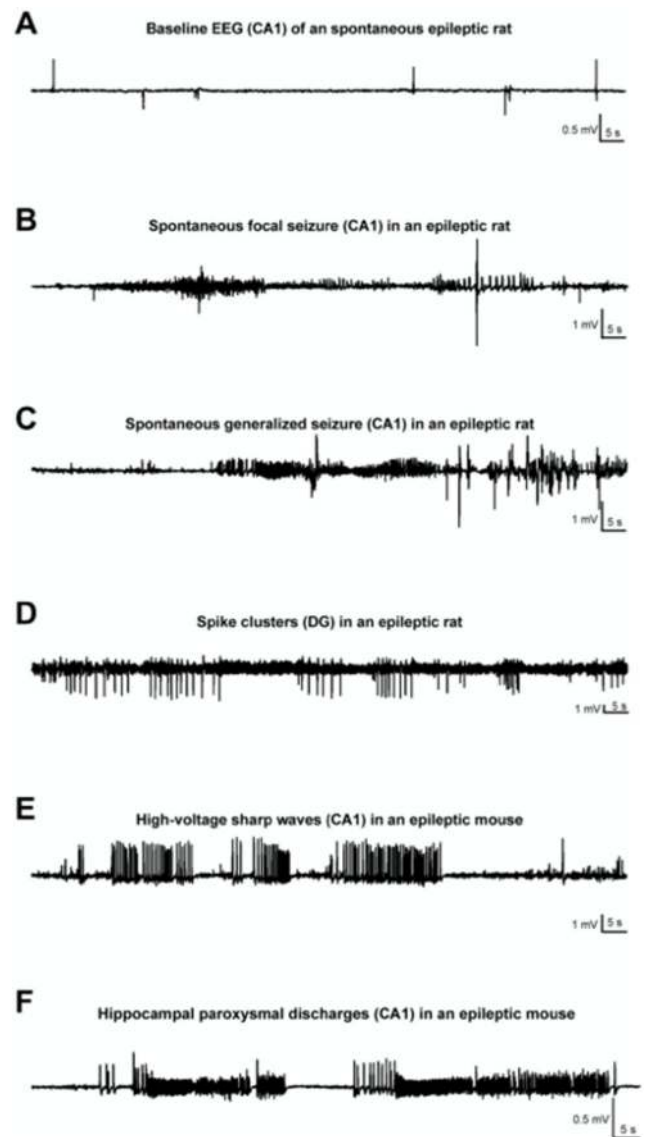 A
Baseline EEG (CA1) of an spontaneous epileptic rat
0.5 mV 5 s
B
Spontaneous focal seizure (CA1) in an epileptic rat
1 mV 5 s
C
Spontaneous generalized seizure (CA1) in an epileptic rat
1 mV 5 s
D
Spike clusters (DG) in an epileptic rat
1 mV 5 s
E
High-voltage sharp waves (CA1) in an epileptic mouse
1 mV 5 s
F
Hippocampal paroxysmal discharges (CA1) in an epileptic mouse
0.5 mV 5 s